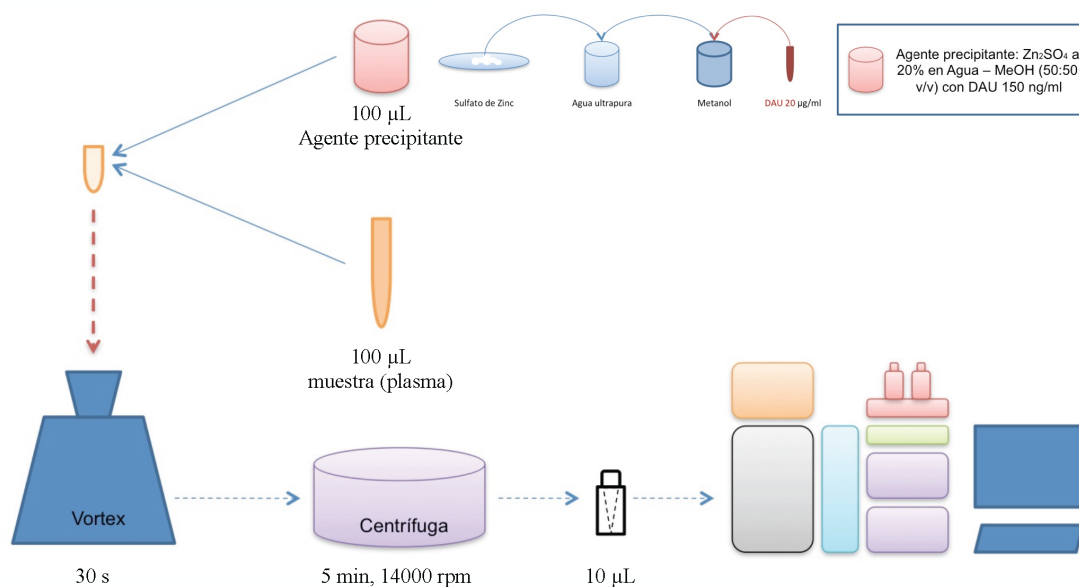 100 µL
Agente precipitante
Sulfato de Zinc
Agua ultrapura
Metanol
DAU 20 µg/ml
Agente precipitante: Zn₂SO₄ a
20% en Agua – MeOH (50:50
v/v) con DAU 150 ng/ml
100 µL
muestra (plasma)
Vortex
Centrífuga
30 s
5 min, 14000 rpm
10 µL